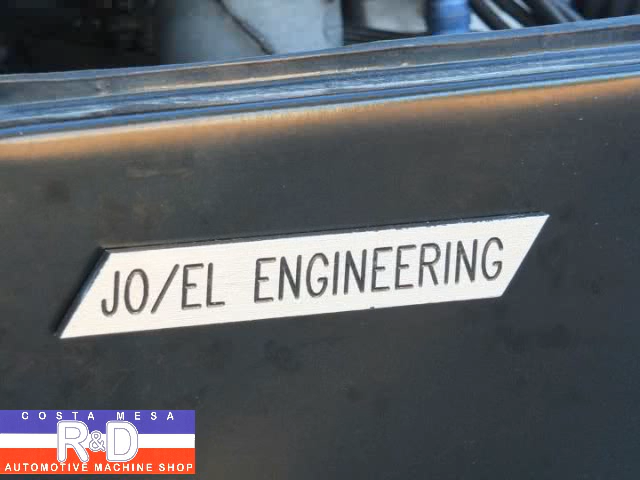 JO/EL ENGINEERING
COSTA MESA
R&D
AUTOMOTIVE MACHINE SHOP